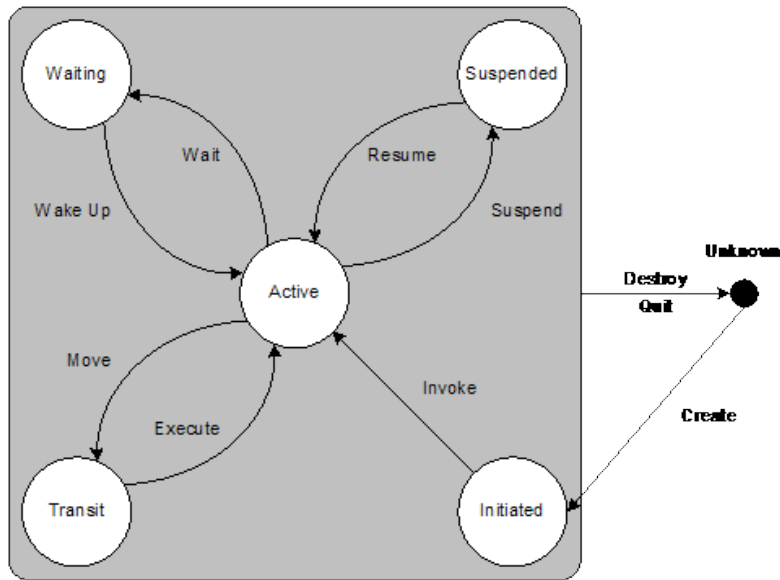 Waiting
Suspended
Wait
Resume
Wake Up
Suspend
Unknown
Destroy
Quit
Active
Move
Invoke
Execute
Create
Transit
Initiated